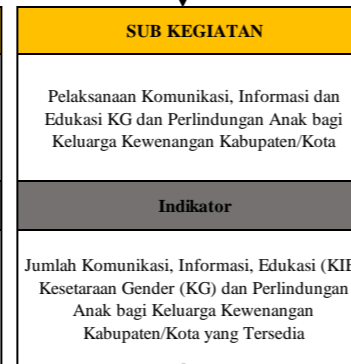 SUB KEGIATAN
Pelaksanaan Komunikasi, Informasi dan
Edukasi KG dan Perlindungan Anak bagi
Keluarga Kewenangan Kabupaten/Kota
Indikator
Jumlah Komunikasi, Informasi, Edukasi (KIE
Kesetaraan Gender (KG) dan Perlindungan
Anak bagi Keluarga Kewenangan
Kabupaten/Kota yang Tersedia